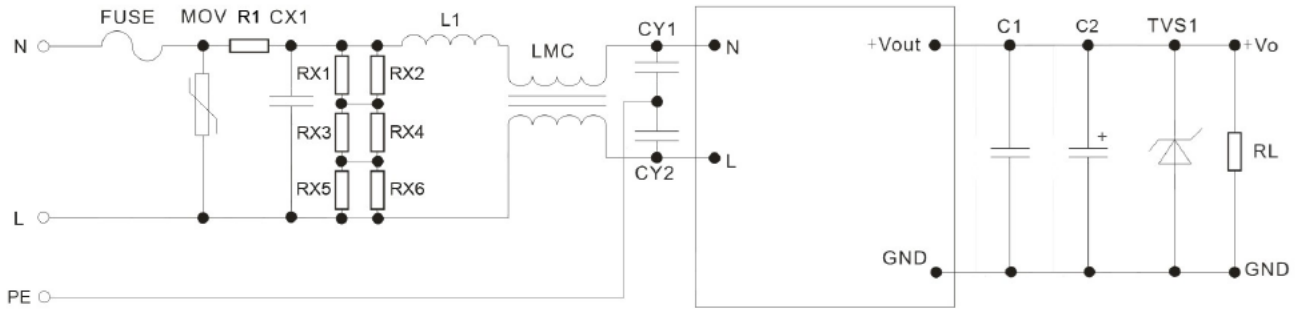 FUSE MOV R1 CX1 L1 CY1 C1 C2 TVS1
N LMC N +Vout +Vo
RX1 RX2
RX3 RX4 + RL
L CY2
RX5 RX6
L GND GND
PE